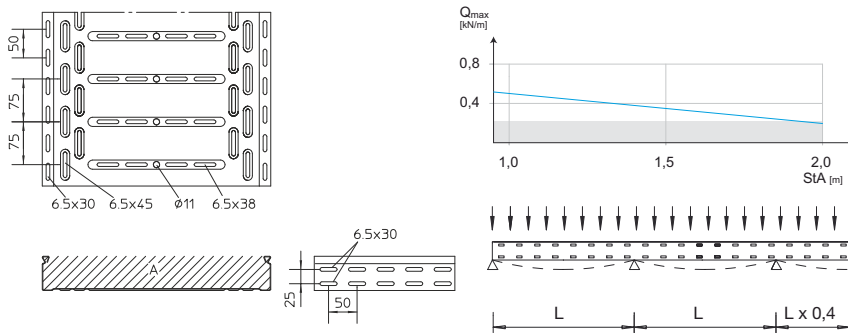 50
75
75
6.5x30
6.5x45
φ11
6.5x38
A
6.5x30
25
50
Qmax
[kN/m]
0,8
0,4
1,0
1,5
2,0
StA [m]
L
L
L x 0,4